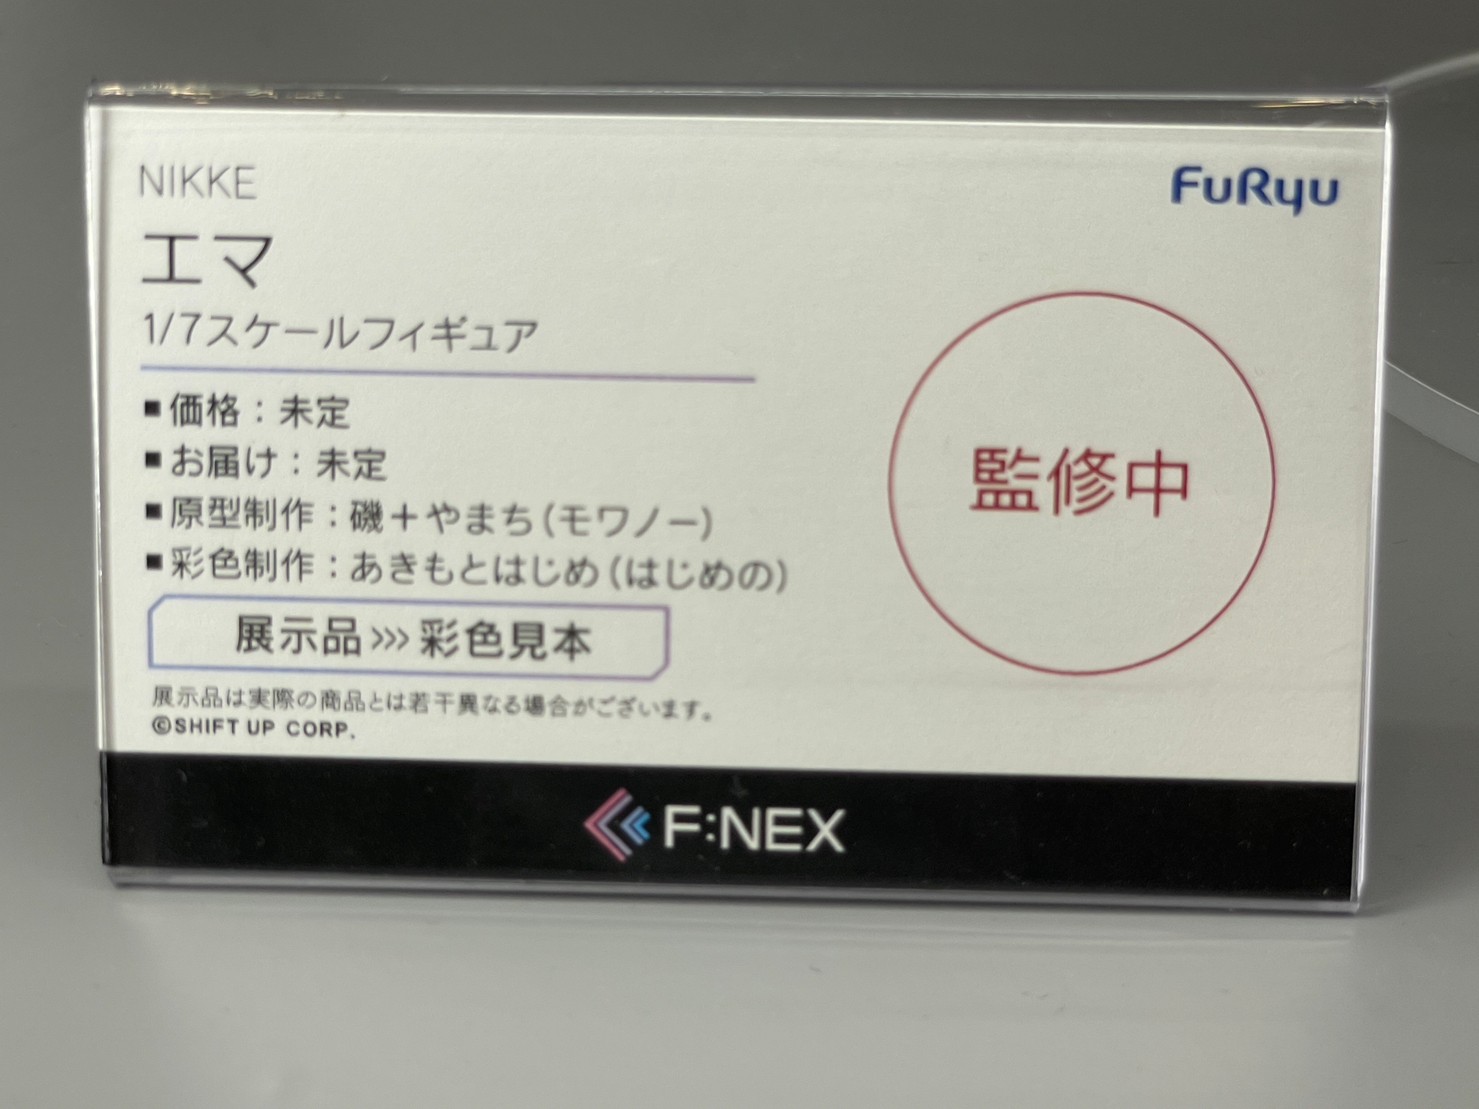 NIKKE
FuRyu
エマ
1/7スケールフィギュア
■価格：未定
■お届け：未定
■原型制作：磯＋やまち(モワノー)
■彩色制作：あきもとはじめ(はじめの)
監修中
展示品>>>彩色見本
展示品は実際の商品とは若干異なる場合がございます。
©SHIFT UP CORP.
F:NEX